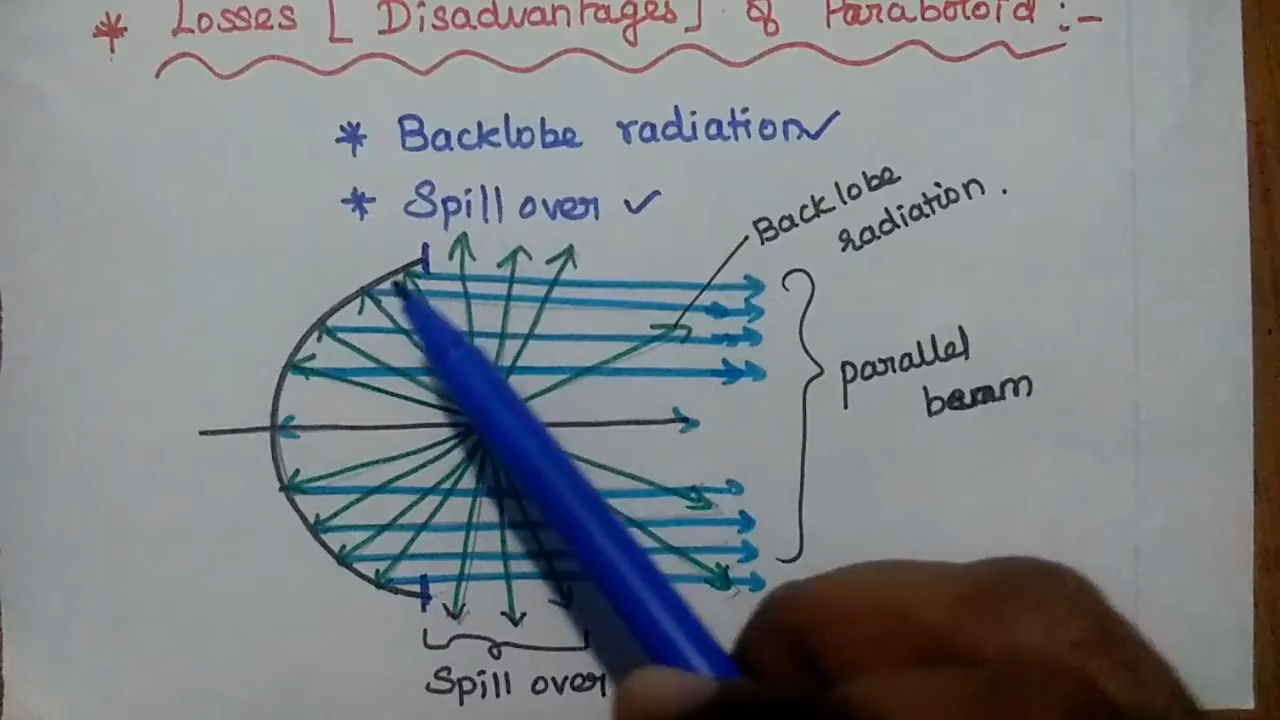 * Losses [ Disadvantages ] of Paraboloid :-
* Backlobe radiation✓
* Spill over ✓
Backlobe
radiation.
parallel
beam
Spill over